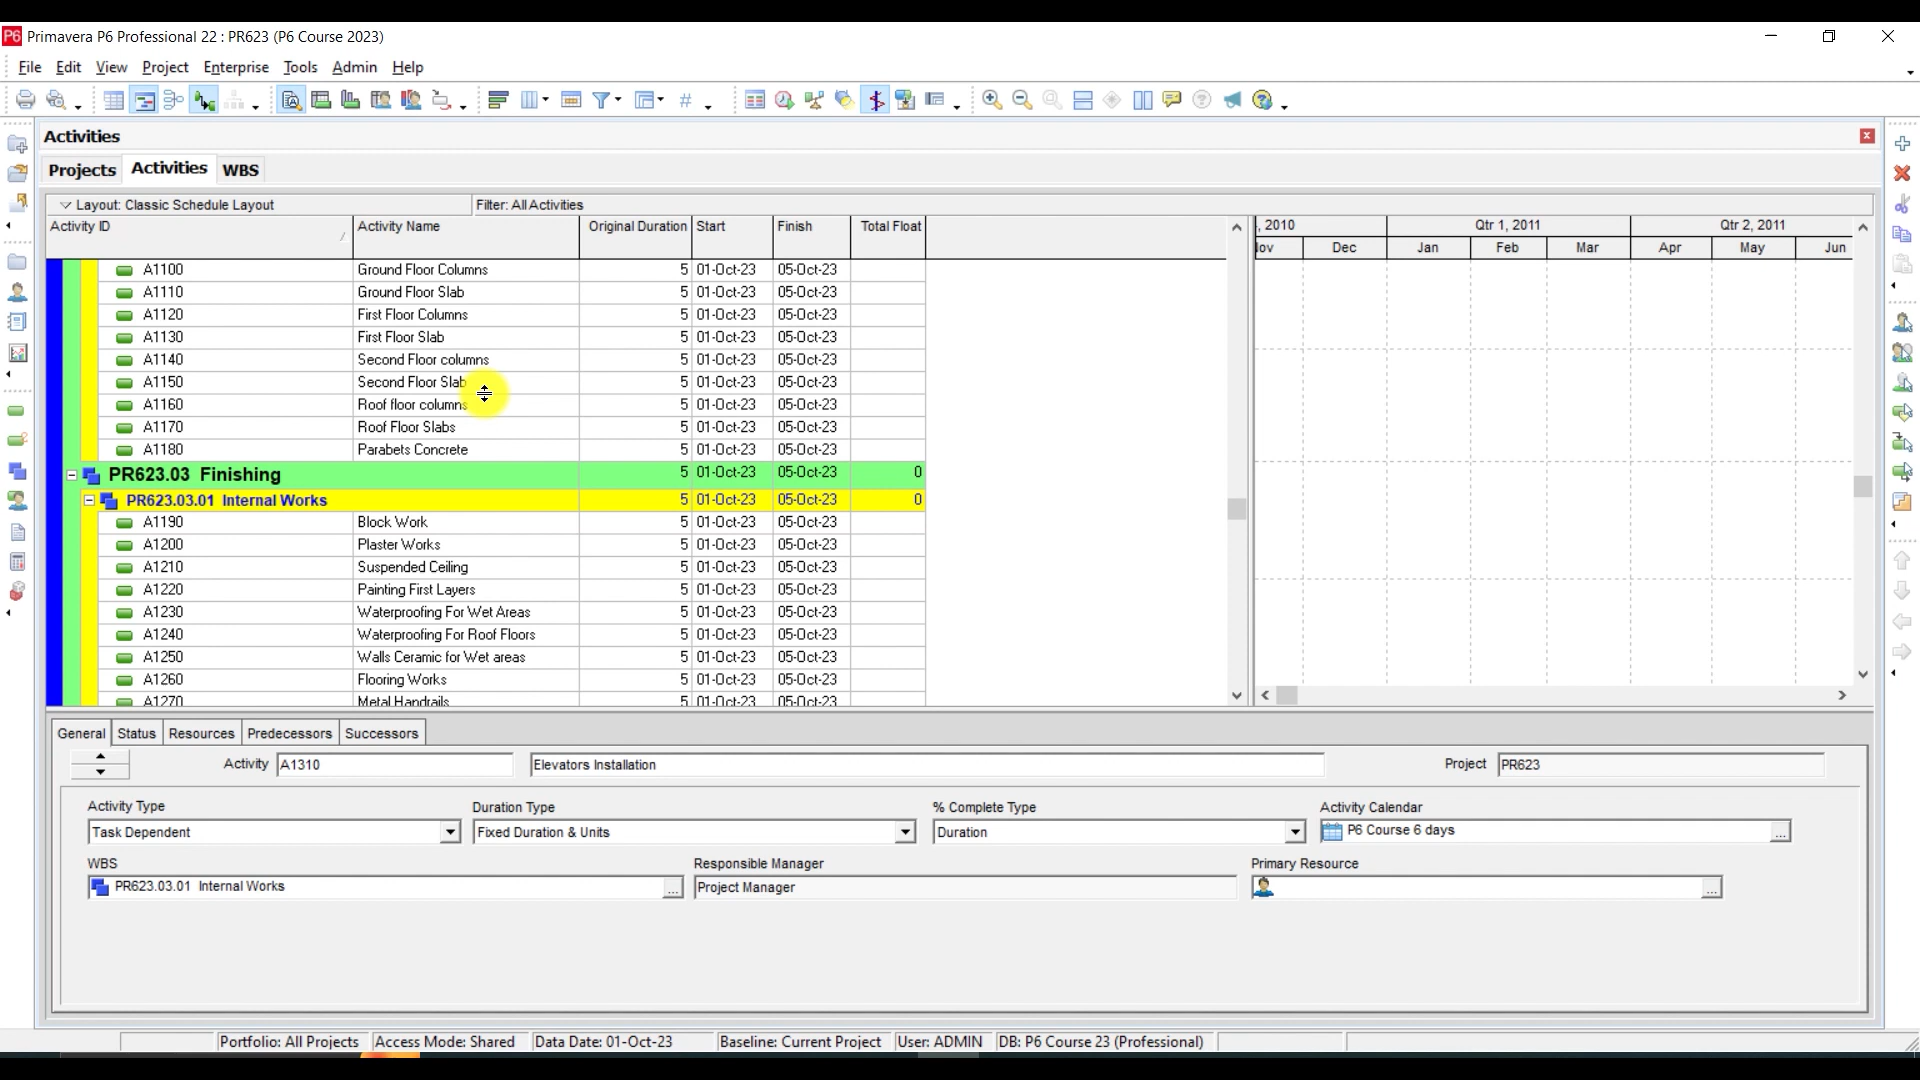 P6 Primavera P6 Professional 22 : PR623 (P6 Course 2023)
File Edit View Project Enterprise Tools Admin Help
Activities
Projects Activities WBS
Layout: Classic Schedule Layout Filter: All Activities
Activity ID Activity Name Original Duration Start Finish Total Float , 2010 Qtr 1, 2011 Qtr 2, 2011
ov Dec Jan Feb Mar Apr May Jun
A1100 Ground Floor Columns 5 01-Oct-23 05-Oct-23
A1110 Ground Floor Slab 5 01-Oct-23 05-Oct-23
A1120 First Floor Columns 5 01-Oct-23 05-Oct-23
A1130 First Floor Slab 5 01-Oct-23 05-Oct-23
A1140 Second Floor columns 5 01-Oct-23 05-Oct-23
A1150 Second Floor Slab 5 01-Oct-23 05-Oct-23
A1160 Roof floor columns 5 01-Oct-23 05-Oct-23
A1170 Roof Floor Slabs 5 01-Oct-23 05-Oct-23
A1180 Parabets Concrete 5 01-Oct-23 05-Oct-23
PR623.03 Finishing 5 01-Oct-23 05-Oct-23 0
PR623.03.01 Internal Works 5 01-Oct-23 05-Oct-23 0
A1190 Block Work 5 01-Oct-23 05-Oct-23
A1200 Plaster Works 5 01-Oct-23 05-Oct-23
A1210 Suspended Ceiling 5 01-Oct-23 05-Oct-23
A1220 Painting First Layers 5 01-Oct-23 05-Oct-23
A1230 Waterproofing For Wet Areas 5 01-Oct-23 05-Oct-23
A1240 Waterproofing For Roof Floors 5 01-Oct-23 05-Oct-23
A1250 Walls Ceramic for Wet areas 5 01-Oct-23 05-Oct-23
A1260 Flooring Works 5 01-Oct-23 05-Oct-23
A1270 Metal Handrails 5 01-Oct-23 05-Oct-23
General Status Resources Predecessors Successors
Activity A1310 Elevators Installation Project PR623
Activity Type Duration Type % Complete Type Activity Calendar
Task Dependent Fixed Duration & Units Duration P6 Course 6 days ...
WBS Responsible Manager Primary Resource
PR623.03.01 Internal Works ... Project Manager ...
Portfolio: All Projects Access Mode: Shared Data Date: 01-Oct-23 Baseline: Current Project User: ADMIN DB: P6 Course 23 (Professional)